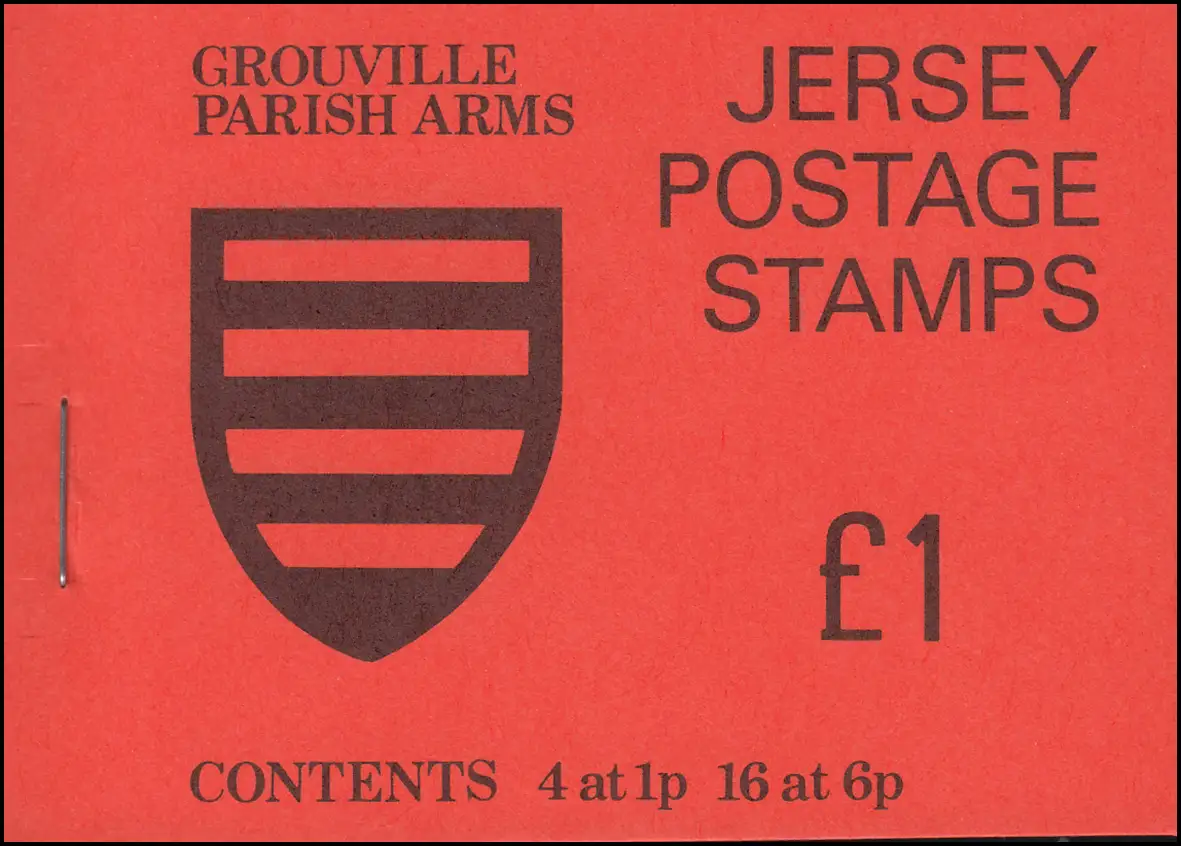 GROUVILLE
PARISH ARMS
JERSEY
POSTAGE
STAMPS
£1
CONTENTS 4 at 1p 16 at 6p